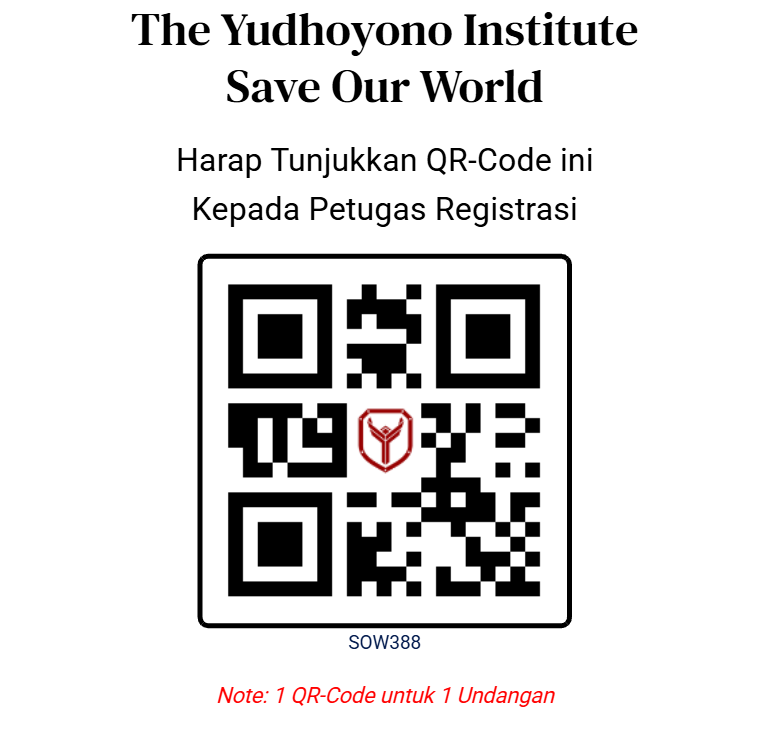 The Yudhoyono Institute
Save Our World
Harap Tunjukkan QR-Code ini
Kepada Petugas Registrasi
SOW388
Note: 1 QR-Code untuk 1 Undangan